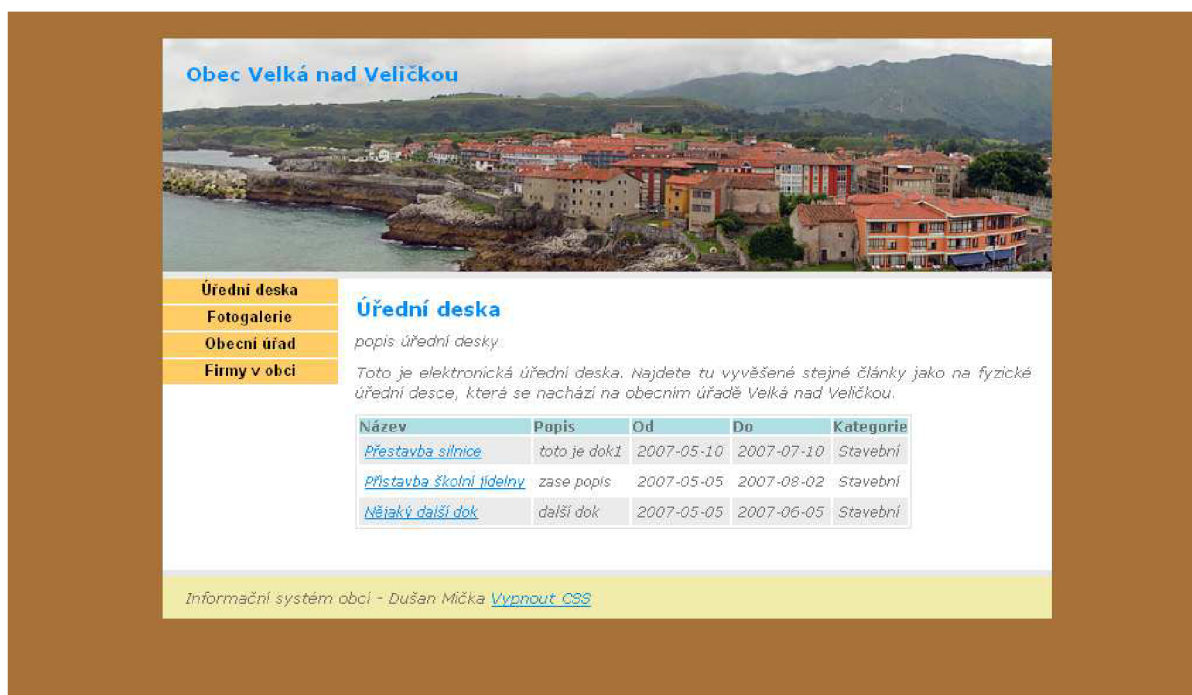 Obec Velká nad Veličkou
Úřední deska
Fotogalerie
Obecní úřad
Firmy v obci
Úřední deska
popis úřední desky.
Toto je elektronická úřední deska. Najdete tu vyvěšené stejné články jako na fyzické
úřední desce, která se nachází na obecním úřadě Velká nad Veličkou.
Název Popis Od Do Kategorie
Přestavba silnice toto je dok1 2007-05-10 2007-07-10 Stavební
Přístavba školní jídelny zase popis 2007-05-05 2007-08-02 Stavební
Nějaký další dok další dok 2007-05-05 2007-06-05 Stavební
Informační systém obcí - Dušan Mička Vypnout CSS